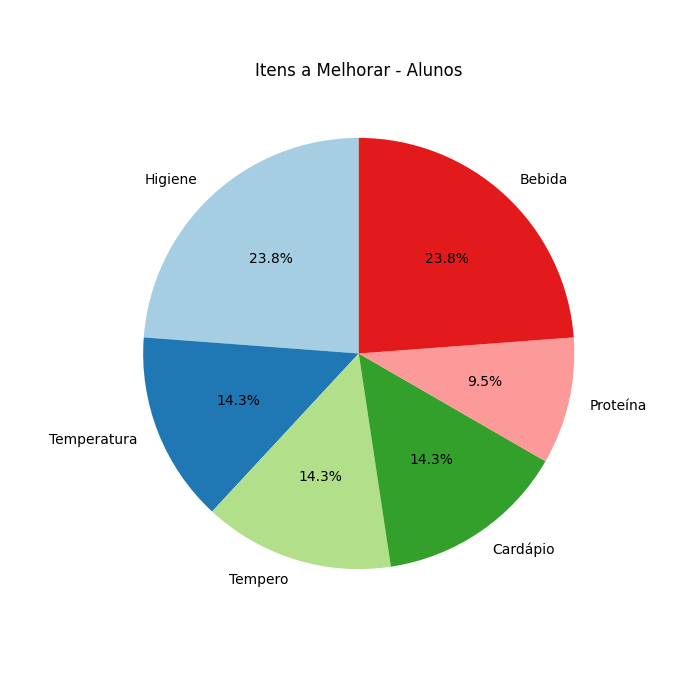 Itens a Melhorar - Alunos
Higiene
Bebida
23.8%
23.8%
Proteína
9.5%
14.3%
Temperatura
14.3%
14.3%
Cardápio
Tempero